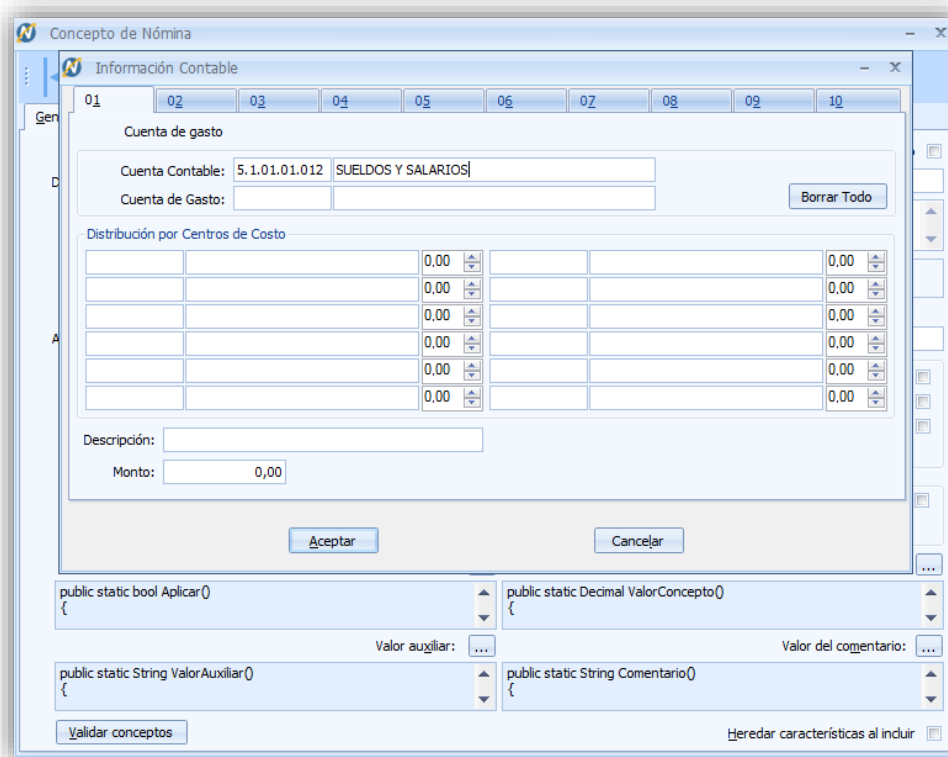 Concepto de Nómina
Información Contable
01 02 03 04 05 06 07 08 09 10
Gen
Cuenta de gasto
Cuenta Contable: 5.1.01.01.012 SUELDOS Y SALARIOS
Cuenta de Gasto:
Borrar Todo
D
Distribución por Centros de Costo
0,00 0,00
0,00 0,00
0,00 0,00
A
0,00 0,00
0,00 0,00
0,00 0,00
Descripción:
Monto: 0,00
Aceptar Cancelar
...
public static bool Aplicar() public static Decimal ValorConcepto()
{ {
Valor auxiliar: ... Valor del comentario: ...
public static String ValorAuxiliar() public static String Comentario()
{ {
Validar conceptos Heredar características al incluir